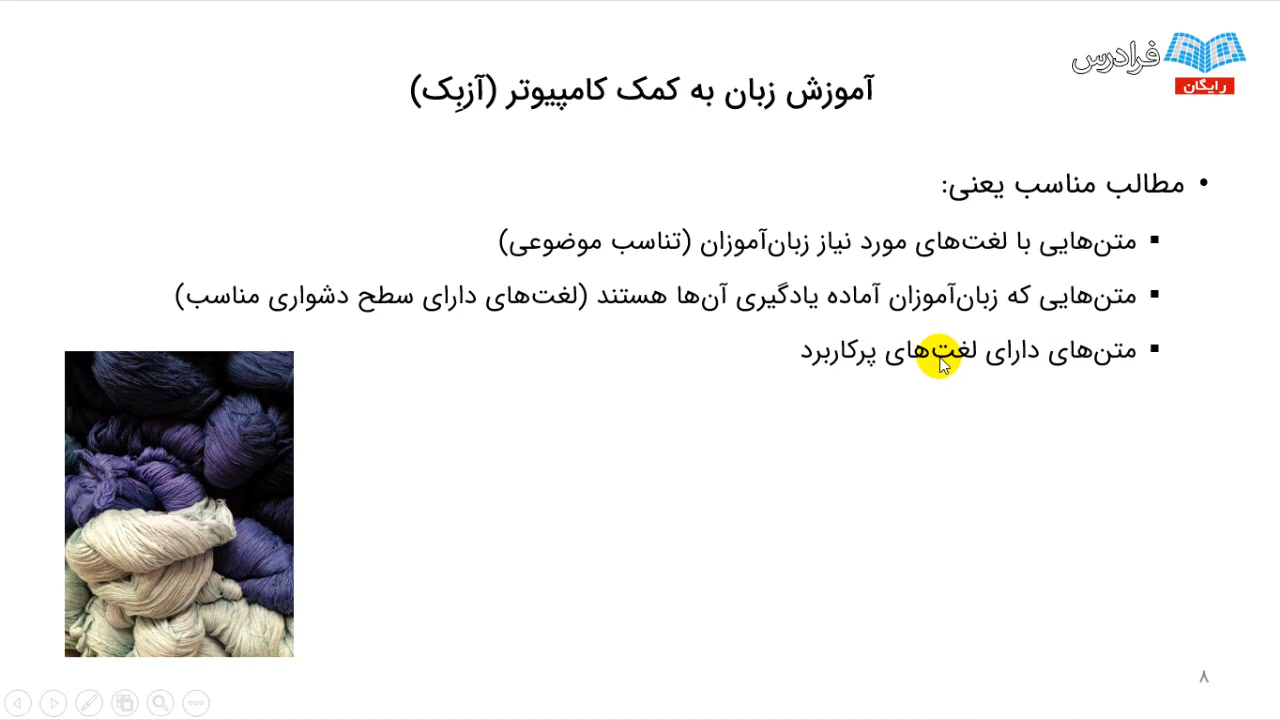 فرادرس
رایگان
آموزش زبان به کمک کامپیوتر (آزبِک)
• مطالب مناسب یعنی:
▪ متن‌هایی با لغت‌های مورد نیاز زبان‌آموزان (تناسب موضوعی)
▪ متن‌هایی که زبان‌آموزان آماده یادگیری آن‌ها هستند (لغت‌های دارای سطح دشواری مناسب)
▪ متن‌های دارای لغت‌های پرکاربرد
۸